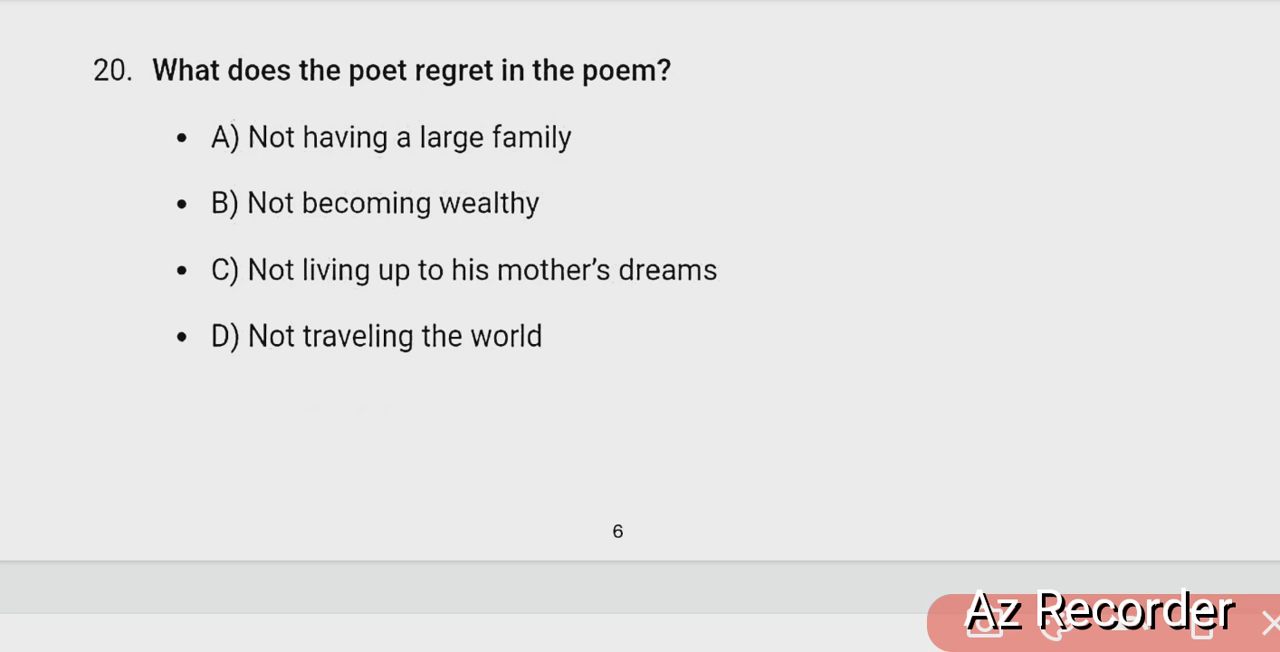 20. What does the poet regret in the poem?
• A) Not having a large family
• B) Not becoming wealthy
• C) Not living up to his mother’s dreams
• D) Not traveling the world
6
Az Recorder